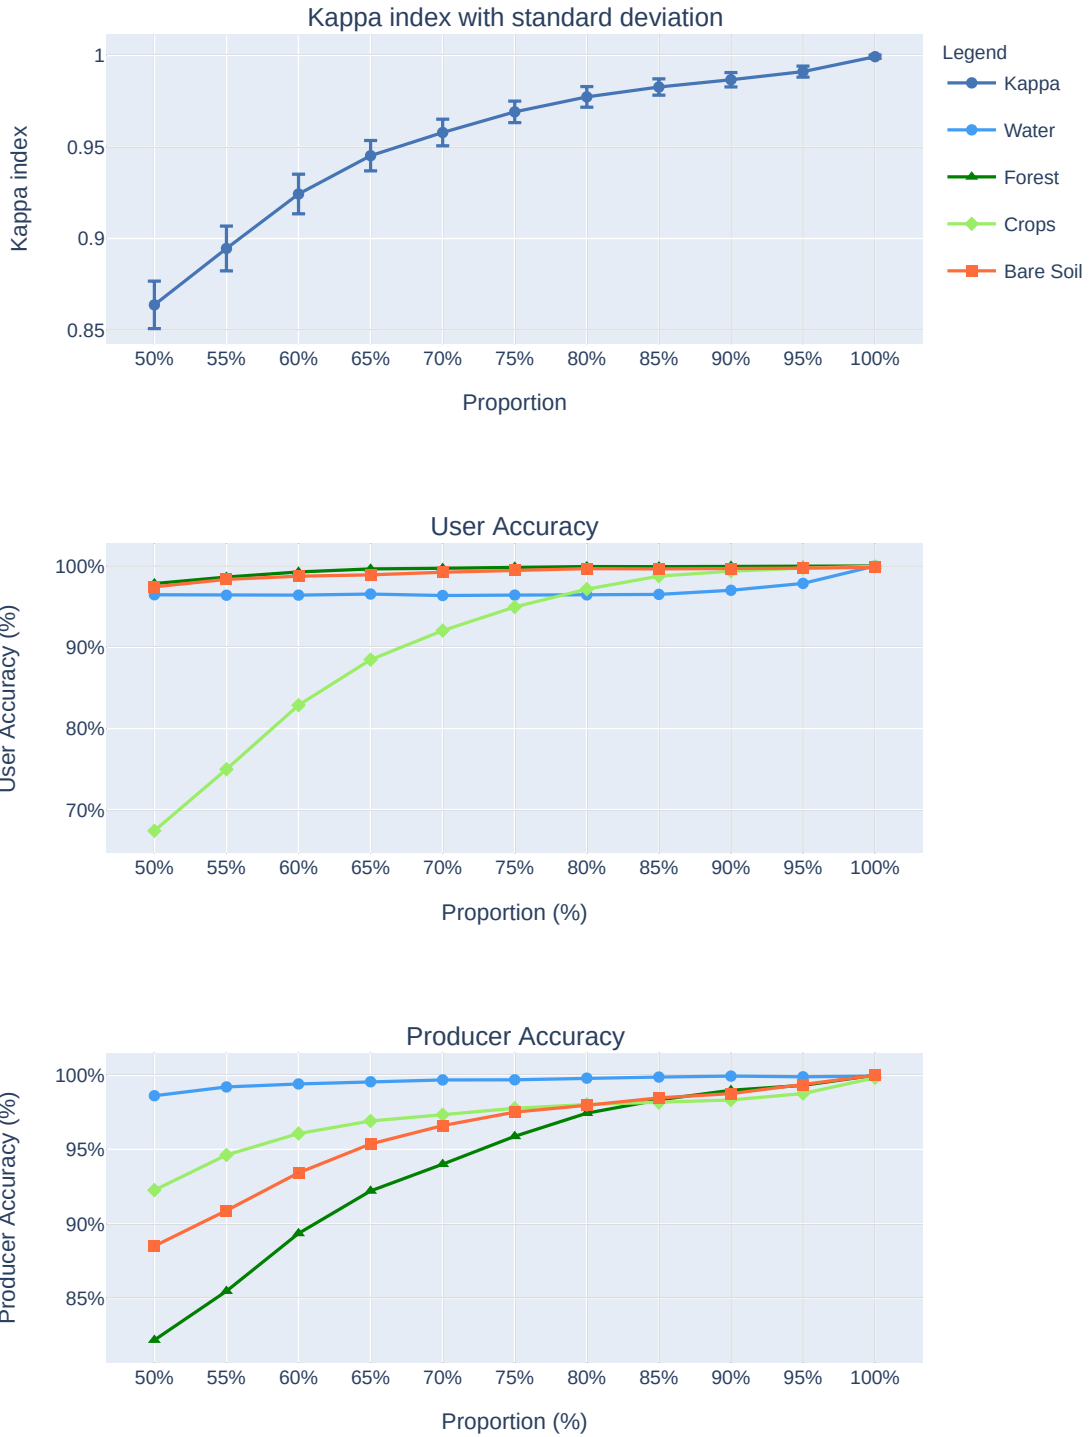 Kappa index with standard deviation
Kappa index
1
0.95
0.9
0.85
50% 55% 60% 65% 70% 75% 80% 85% 90% 95% 100%
Proportion
Legend
Kappa
Water
Forest
Crops
Bare Soil
User Accuracy
User Accuracy (%)
100%
90%
80%
70%
50% 55% 60% 65% 70% 75% 80% 85% 90% 95% 100%
Proportion (%)
Producer Accuracy
Producer Accuracy (%)
100%
95%
90%
85%
50% 55% 60% 65% 70% 75% 80% 85% 90% 95% 100%
Proportion (%)